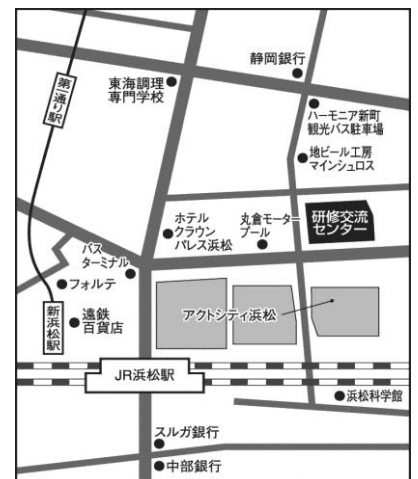 静岡銀行
東海調理
専門学校
第一通り駅
ハーモニア新町
観光バス駐車場
地ビール工房
マインシュロス
ホテル
クラウン
パレス浜松
丸倉モーター
プール
研修交流
センター
バス
ターミナル
フォルテ
新浜松駅
遠鉄
百貨店
アクトシティ浜松
JR浜松駅
浜松科学館
スルガ銀行
中部銀行